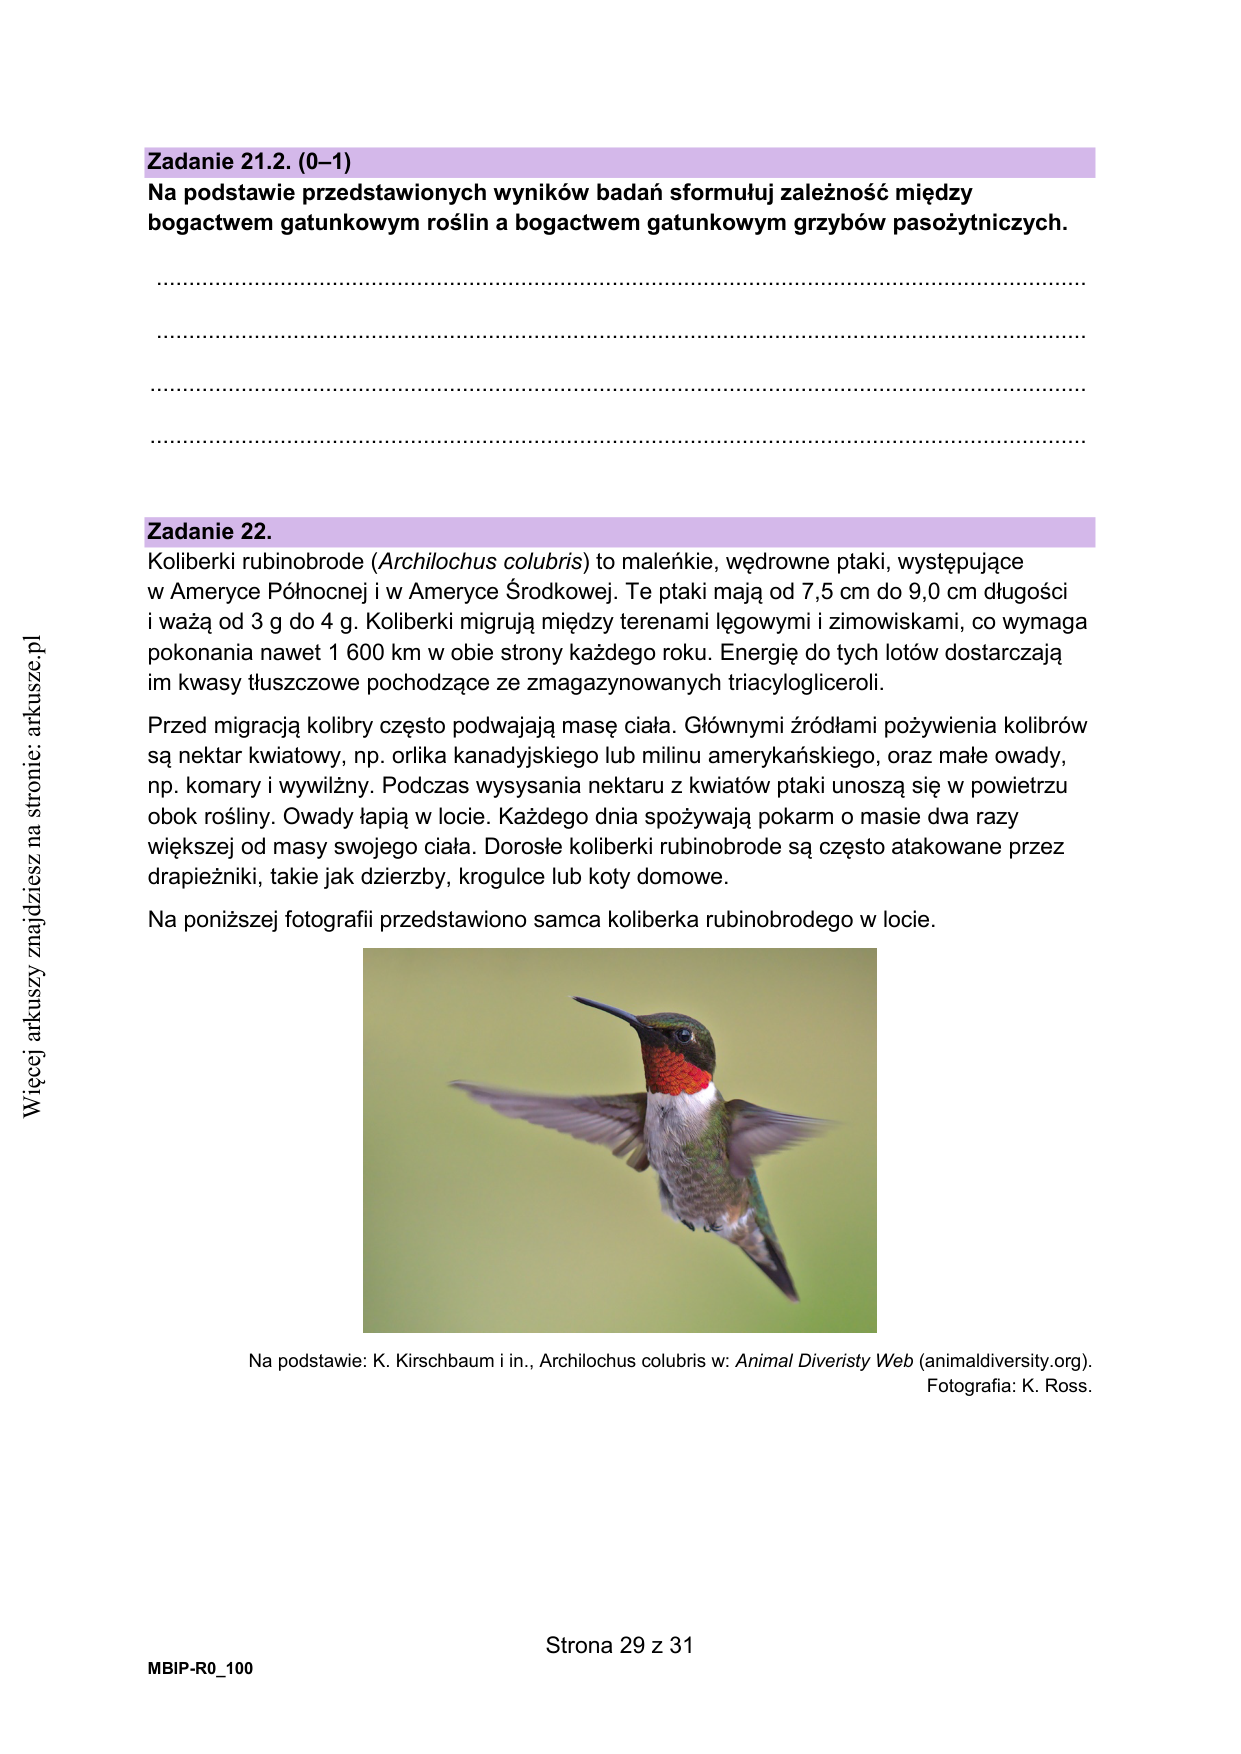 Zadanie 21.2. (0–1)
Na podstawie przedstawionych wyników badań sformułuj zależność między
bogactwem gatunkowym roślin a bogactwem gatunkowym grzybów pasożytniczych.
Zadanie 22.
Koliberki rubinobrode (Archilochus colubris) to maleńkie, wędrowne ptaki, występujące
w Ameryce Północnej i w Ameryce Środkowej. Te ptaki mają od 7,5 cm do 9,0 cm długości
i ważą od 3 g do 4 g. Koliberki migrują między terenami lęgowymi i zimowiskami, co wymaga
pokonania nawet 1 600 km w obie strony każdego roku. Energię do tych lotów dostarczają
im kwasy tłuszczowe pochodzące ze zmagazynowanych triacylogliceroli.
Przed migracją kolibry często podwajają masę ciała. Głównymi źródłami pożywienia kolibrów
są nektar kwiatowy, np. orlika kanadyjskiego lub milinu amerykańskiego, oraz małe owady,
np. komary i wywilżny. Podczas wysysania nektaru z kwiatów ptaki unoszą się w powietrzu
obok rośliny. Owady łapią w locie. Każdego dnia spożywają pokarm o masie dwa razy
większej od masy swojego ciała. Dorosłe koliberki rubinobrode są często atakowane przez
drapieżniki, takie jak dzierzby, krogulce lub koty domowe.
Na poniższej fotografii przedstawiono samca koliberka rubinobrodego w locie.
Na podstawie: K. Kirschbaum i in., Archilochus colubris w: Animal Diveristy Web (animaldiversity.org).
Fotografia: K. Ross.
Strona 29 z 31
MBIP-R0_100
Więcej arkuszy znajdziesz na stronie: arkusze.pl